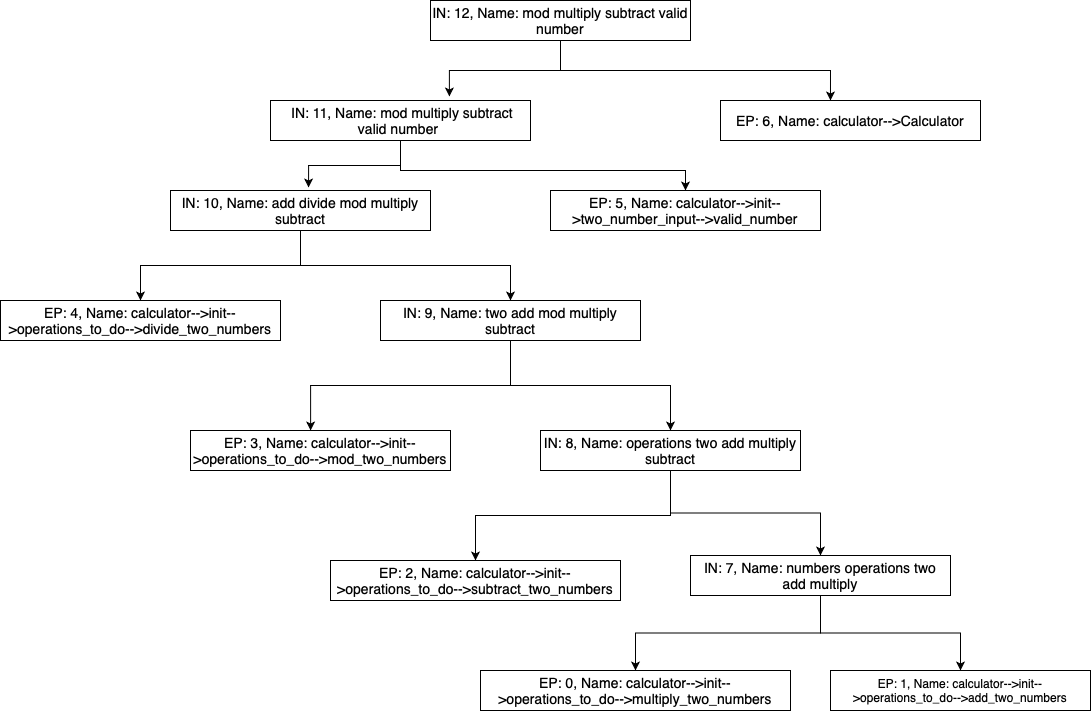 IN: 12, Name: mod multiply subtract valid
number
IN: 11, Name: mod multiply subtract
valid number
EP: 6, Name: calculator-->Calculator
IN: 10, Name: add divide mod multiply
subtract
EP: 5, Name: calculator-->init--
>two_number_input-->valid_number
EP: 4, Name: calculator-->init--
>operations_to_do-->divide_two_numbers
IN: 9, Name: two add mod multiply
subtract
EP: 3, Name: calculator-->init--
>operations_to_do-->mod_two_numbers
IN: 8, Name: operations two add multiply
subtract
EP: 2, Name: calculator-->init--
>operations_to_do-->subtract_two_numbers
IN: 7, Name: numbers operations two
add multiply
EP: 0, Name: calculator-->init--
>operations_to_do-->multiply_two_numbers
EP: 1, Name: calculator-->init--
>operations_to_do-->add_two_numbers